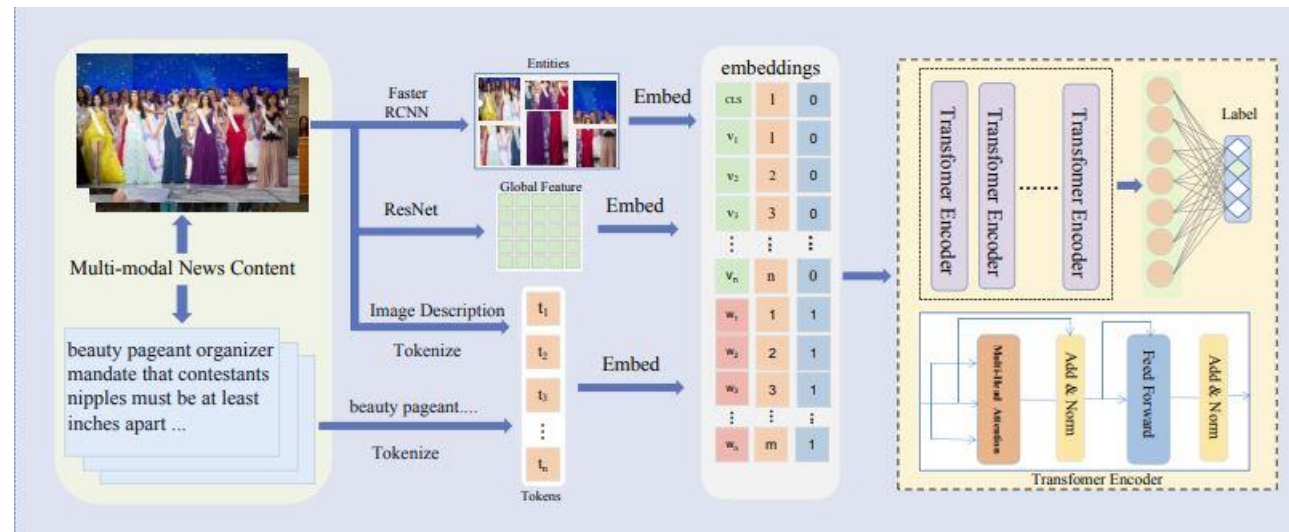 Multi-modal News Content
beauty pageant organizer
mandate that contestants
nipples must be at least
inches apart ...
Faster
RCNN
ResNet
Image Description
Tokenize
beauty pageant....
Tokenize
Entities
Global Feature
t1
t2
t3
⋮
tn
Tokens
Embed
Embed
Embed
embeddings
CLS 1 0
v1 1 0
v2 2 0
v3 3 0
⋮ ⋮ ⋮
vn n 0
w1 1 1
w2 2 1
w3 3 1
⋮ ⋮ ⋮
wn m 1
Transfomer Encoder
Transfomer Encoder
......
Transfomer Encoder
Label
Multi-Head
Attention
Add & Norm
Feed Forward
Add & Norm
Transfomer Encoder